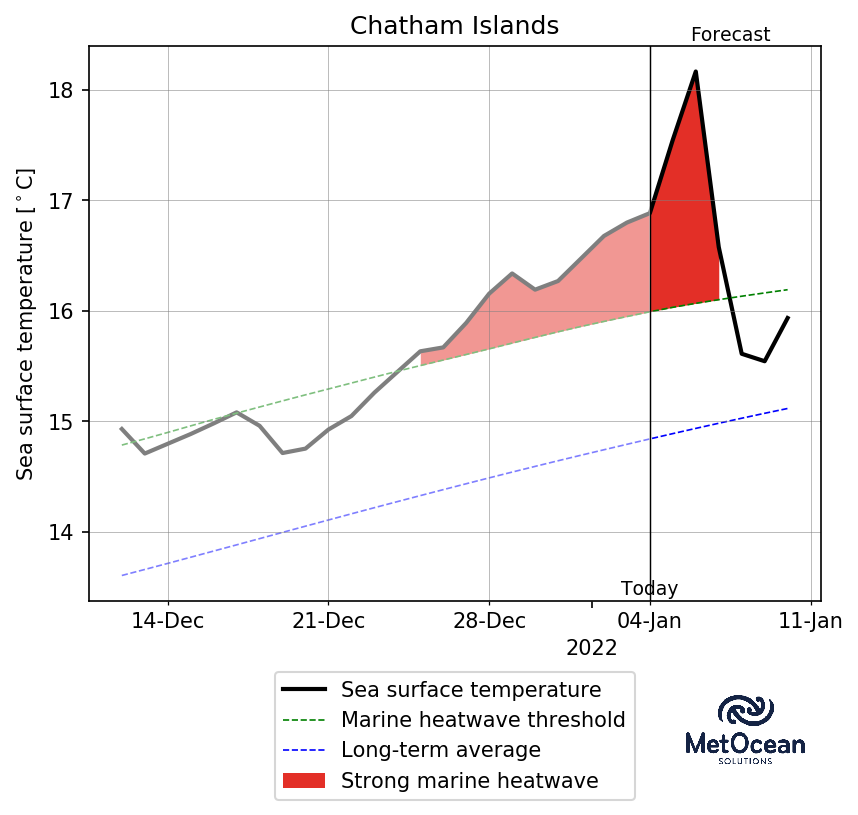 Chatham Islands
Forecast
Sea surface temperature [°C]
18
17
16
15
14
Today
14-Dec
21-Dec
28-Dec
04-Jan
11-Jan
2022
Sea surface temperature
Marine heatwave threshold
Long-term average
Strong marine heatwave
MetOcean
SOLUTIONS